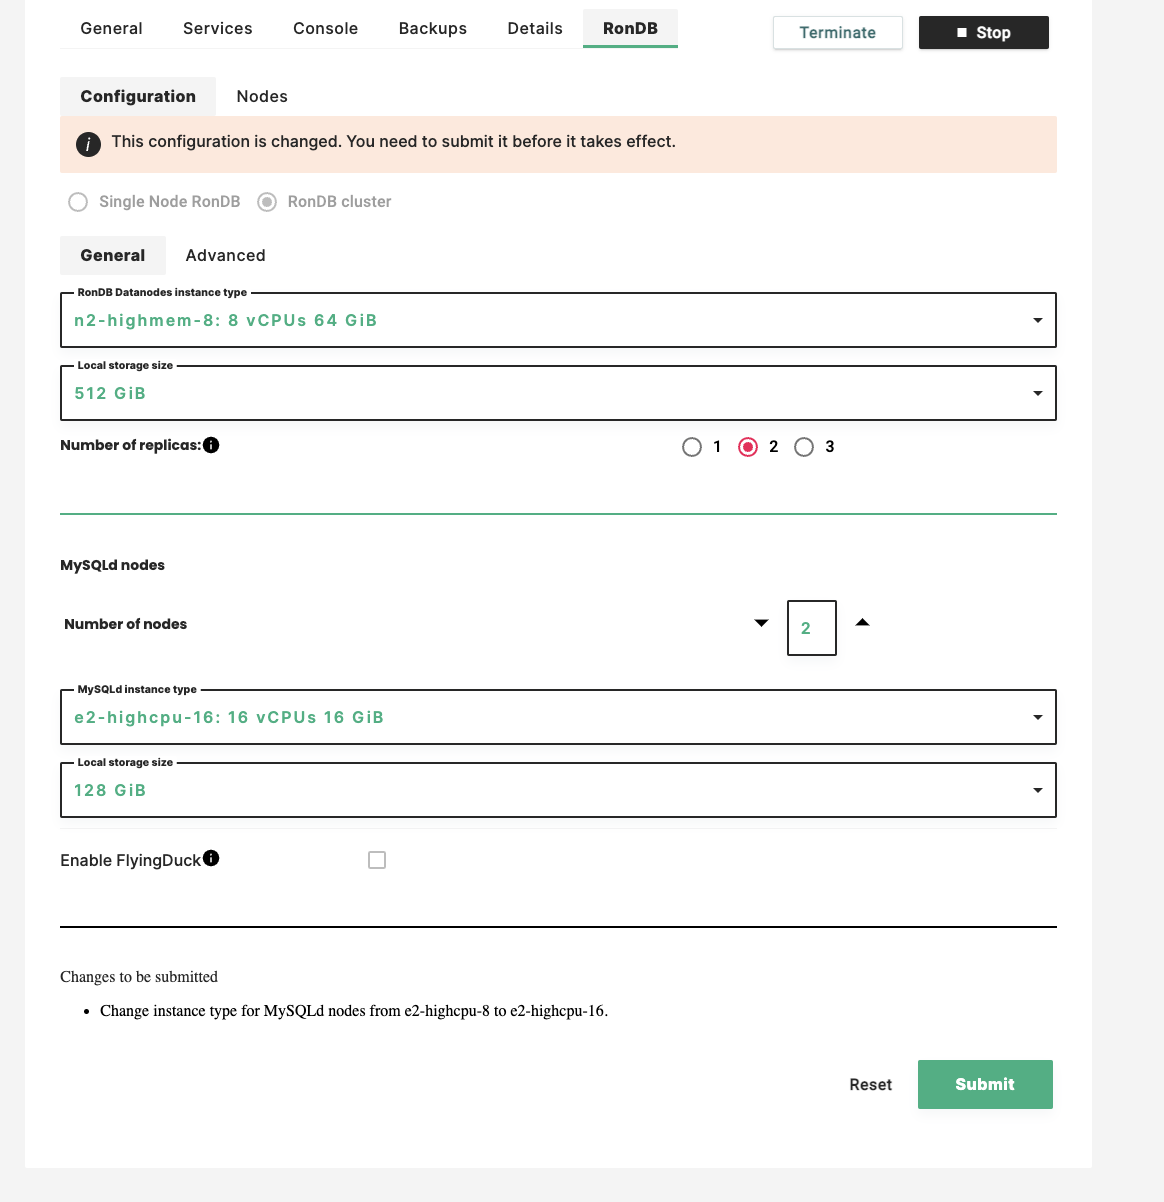 General Services Console Backups Details RonDB Terminate Stop
Configuration Nodes
i This configuration is changed. You need to submit it before it takes effect.
Single Node RonDB RonDB cluster
General Advanced
RonDB Datanodes instance type
n2-highmem-8: 8 vCPUs 64 GiB
Local storage size
512 GiB
Number of replicas: i 1 2 3
MySQLd nodes
Number of nodes 2
MySQLd instance type
e2-highcpu-16: 16 vCPUs 16 GiB
Local storage size
128 GiB
Enable FlyingDuck i
Changes to be submitted
• Change instance type for MySQLd nodes from e2-highcpu-8 to e2-highcpu-16.
Reset Submit